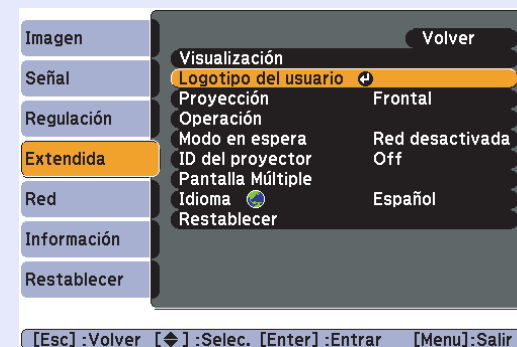 Imagen
Señal
Regulación
Extendida
Red
Información
Restablecer
Volver
Visualización
Logotipo del usuario
Proyección Frontal
Operación
Modo en espera Red desactivada
ID del proyector Off
Pantalla Múltiple
Idioma Español
Restablecer
[Esc] :Volver [◆] :Selec. [Enter] :Entrar [Menu]:Salir